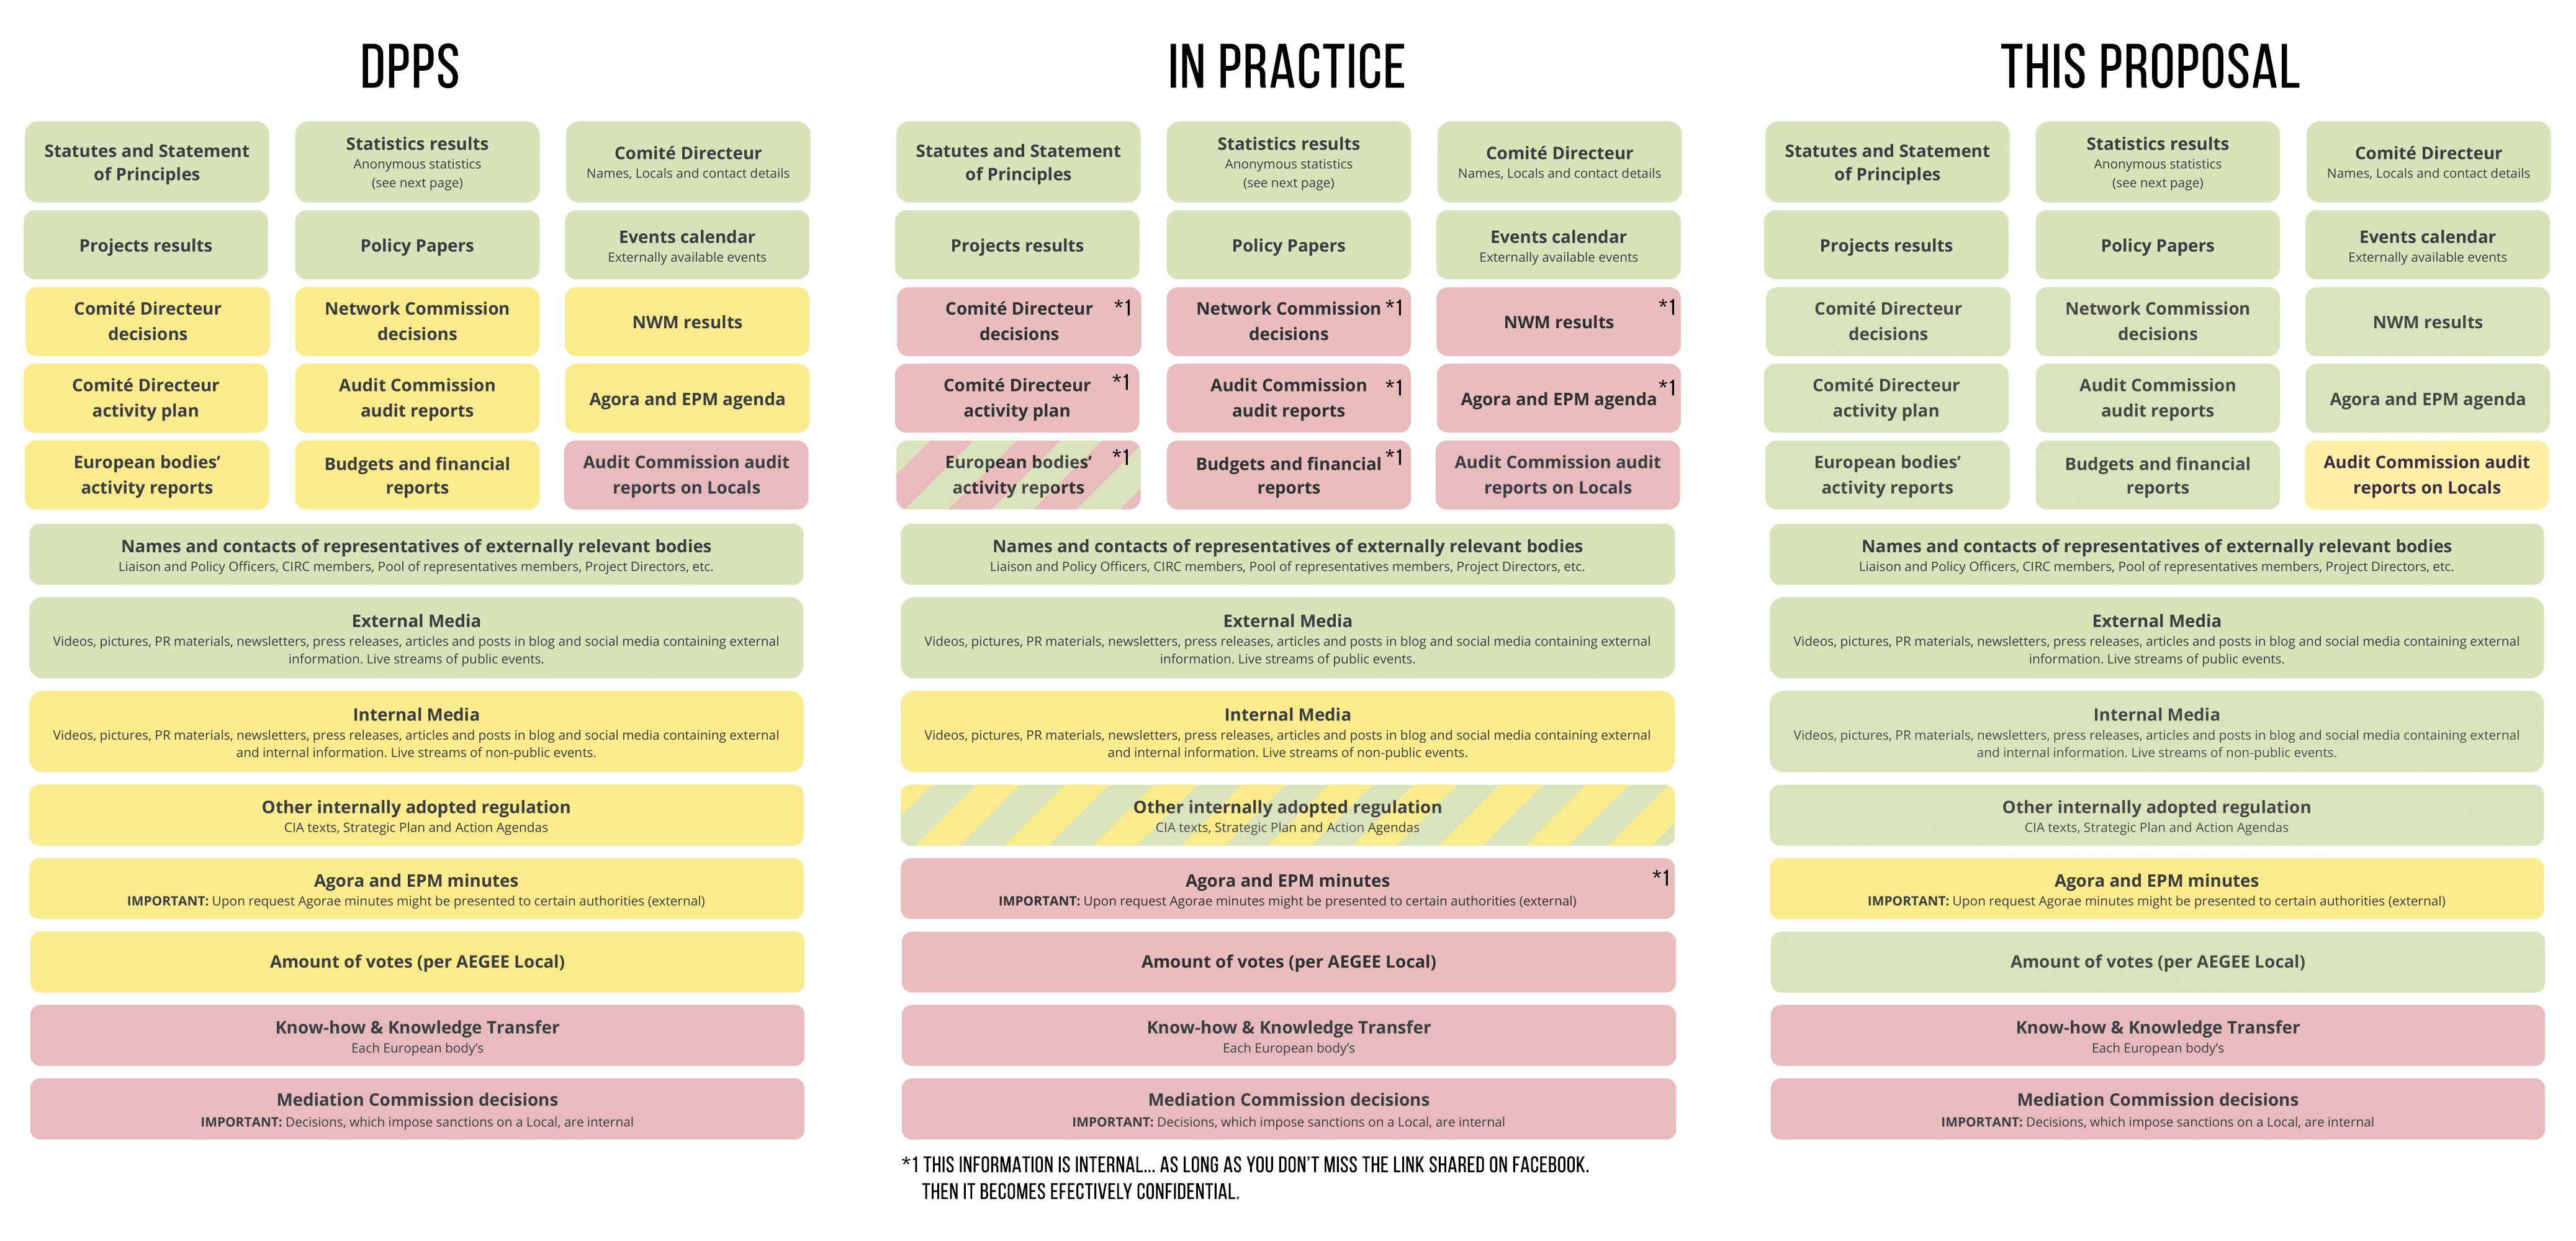 DPPS
Statutes and Statement
of Principles
Statistics results
Anonymous statistics
(see next page)
Comité Directeur
Names, Locals and contact details
Projects results
Policy Papers
Events calendar
Externally available events
Comité Directeur
decisions
Network Commission
decisions
NWM results
Comité Directeur
activity plan
Audit Commission
audit reports
Agora and EPM agenda
European bodies’
activity reports
Budgets and financial
reports
Audit Commission audit
reports on Locals
Names and contacts of representatives of externally relevant bodies
Liaison and Policy Officers, CIRC members, Pool of representatives members, Project Directors, etc.
External Media
Videos, pictures, PR materials, newsletters, press releases, articles and posts in blog and social media containing external
information. Live streams of public events.
Internal Media
Videos, pictures, PR materials, newsletters, press releases, articles and posts in blog and social media containing external
and internal information. Live streams of non-public events.
Other internally adopted regulation
CIA texts, Strategic Plan and Action Agendas
Agora and EPM minutes
IMPORTANT: Upon request Agorae minutes might be presented to certain authorities (external)
Amount of votes (per AEGEE Local)
Know-how & Knowledge Transfer
Each European body’s
Mediation Commission decisions
IMPORTANT: Decisions, which impose sanctions on a Local, are internal
IN PRACTICE
Statutes and Statement
of Principles
Statistics results
Anonymous statistics
(see next page)
Comité Directeur
Names, Locals and contact details
Projects results
Policy Papers
Events calendar
Externally available events
Comité Directeur *1
decisions
Network Commission *1
decisions
NWM results *1
Comité Directeur *1
activity plan
Audit Commission *1
audit reports
Agora and EPM agenda *1
European bodies’ *1
activity reports
Budgets and financial *1
reports
Audit Commission audit
reports on Locals
Names and contacts of representatives of externally relevant bodies
Liaison and Policy Officers, CIRC members, Pool of representatives members, Project Directors, etc.
External Media
Videos, pictures, PR materials, newsletters, press releases, articles and posts in blog and social media containing external
information. Live streams of public events.
Internal Media
Videos, pictures, PR materials, newsletters, press releases, articles and posts in blog and social media containing external
and internal information. Live streams of non-public events.
Other internally adopted regulation
CIA texts, Strategic Plan and Action Agendas
Agora and EPM minutes *1
IMPORTANT: Upon request Agorae minutes might be presented to certain authorities (external)
Amount of votes (per AEGEE Local)
Know-how & Knowledge Transfer
Each European body’s
Mediation Commission decisions
IMPORTANT: Decisions, which impose sanctions on a Local, are internal
*1 THIS INFORMATION IS INTERNAL... AS LONG AS YOU DON'T MISS THE LINK SHARED ON FACEBOOK.
THEN IT BECOMES EFECTIVELY CONFIDENTIAL.
THIS PROPOSAL
Statutes and Statement
of Principles
Statistics results
Anonymous statistics
(see next page)
Comité Directeur
Names, Locals and contact details
Projects results
Policy Papers
Events calendar
Externally available events
Comité Directeur
decisions
Network Commission
decisions
NWM results
Comité Directeur
activity plan
Audit Commission
audit reports
Agora and EPM agenda
European bodies’
activity reports
Budgets and financial
reports
Audit Commission audit
reports on Locals
Names and contacts of representatives of externally relevant bodies
Liaison and Policy Officers, CIRC members, Pool of representatives members, Project Directors, etc.
External Media
Videos, pictures, PR materials, newsletters, press releases, articles and posts in blog and social media containing external
information. Live streams of public events.
Internal Media
Videos, pictures, PR materials, newsletters, press releases, articles and posts in blog and social media containing external
and internal information. Live streams of non-public events.
Other internally adopted regulation
CIA texts, Strategic Plan and Action Agendas
Agora and EPM minutes
IMPORTANT: Upon request Agorae minutes might be presented to certain authorities (external)
Amount of votes (per AEGEE Local)
Know-how & Knowledge Transfer
Each European body’s
Mediation Commission decisions
IMPORTANT: Decisions, which impose sanctions on a Local, are internal